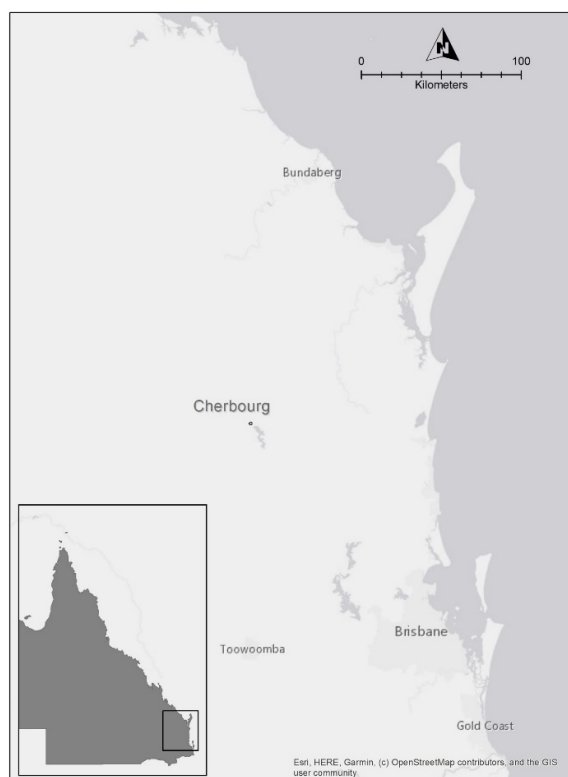 N
0 100
Kilometers
Bundaberg
Cherbourg
Brisbane
Toowoomba
Gold Coast
Esri, HERE, Garmin, (c) OpenStreetMap contributors, and the GIS
user community